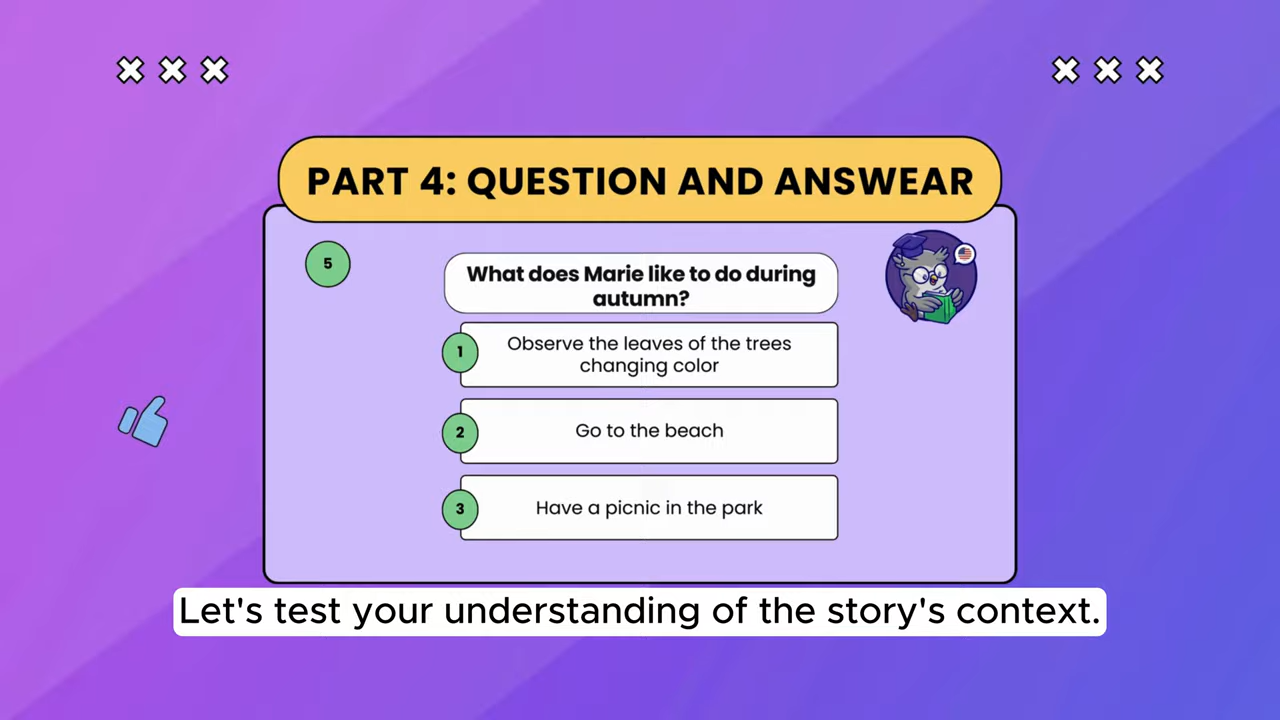 PART 4: QUESTION AND ANSWEAR
5
What does Marie like to do during
autumn?
1
Observe the leaves of the trees
changing color
2
Go to the beach
3
Have a picnic in the park
Let's test your understanding of the story's context.